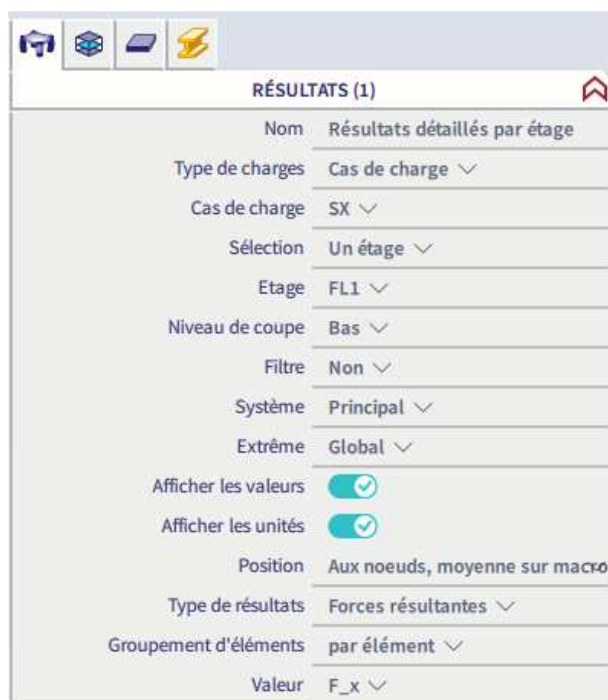 RÉSULTATS (1)
Nom Résultats détaillés par étage
Type de charges Cas de charge
Cas de charge SX
Sélection Un étage
Etage FL1
Niveau de coupe Bas
Filtre Non
Système Principal
Extrême Global
Afficher les valeurs
Afficher les unités
Position Aux noeuds, moyenne sur macro
Type de résultats Forces résultantes
Groupement d'éléments par élément
Valeur F_x